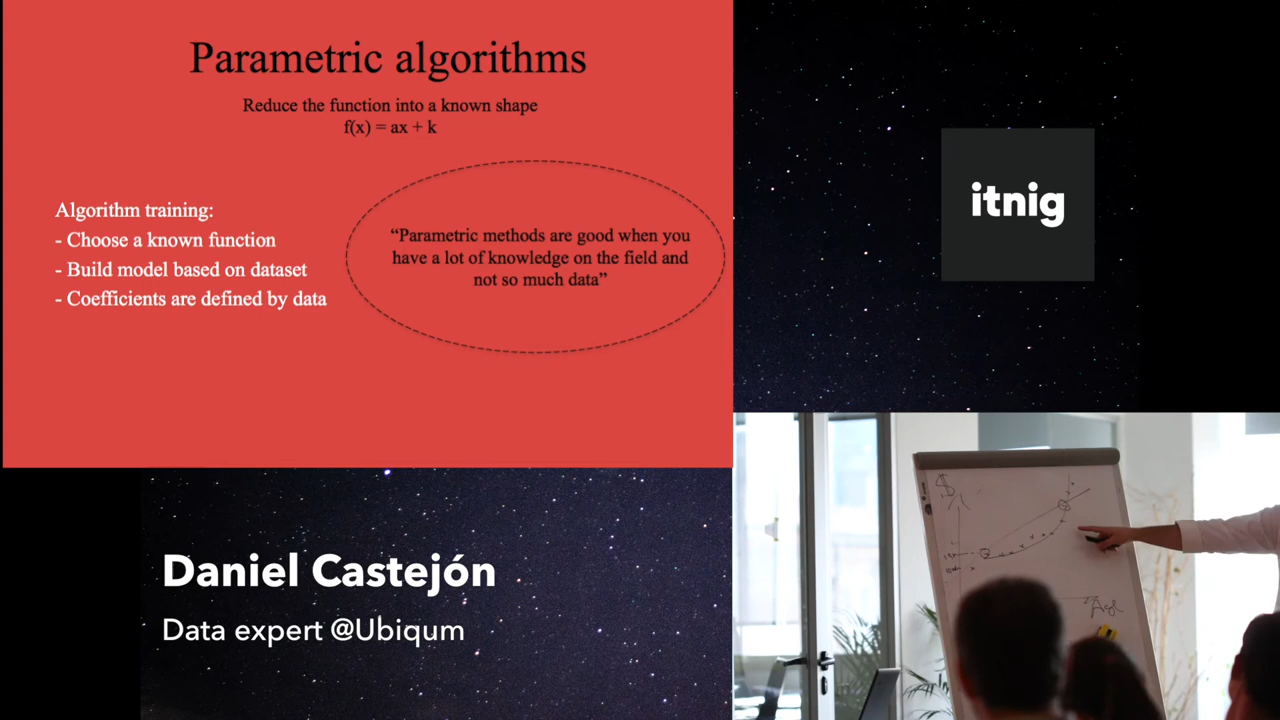 Parametric algorithms
Reduce the function into a known shape
f(x) = ax + k
Algorithm training:
- Choose a known function
- Build model based on dataset
- Coefficients are defined by data
“Parametric methods are good when you
have a lot of knowledge on the field and
not so much data”
itnig
Daniel Castejón
Data expert @Ubiqum
$